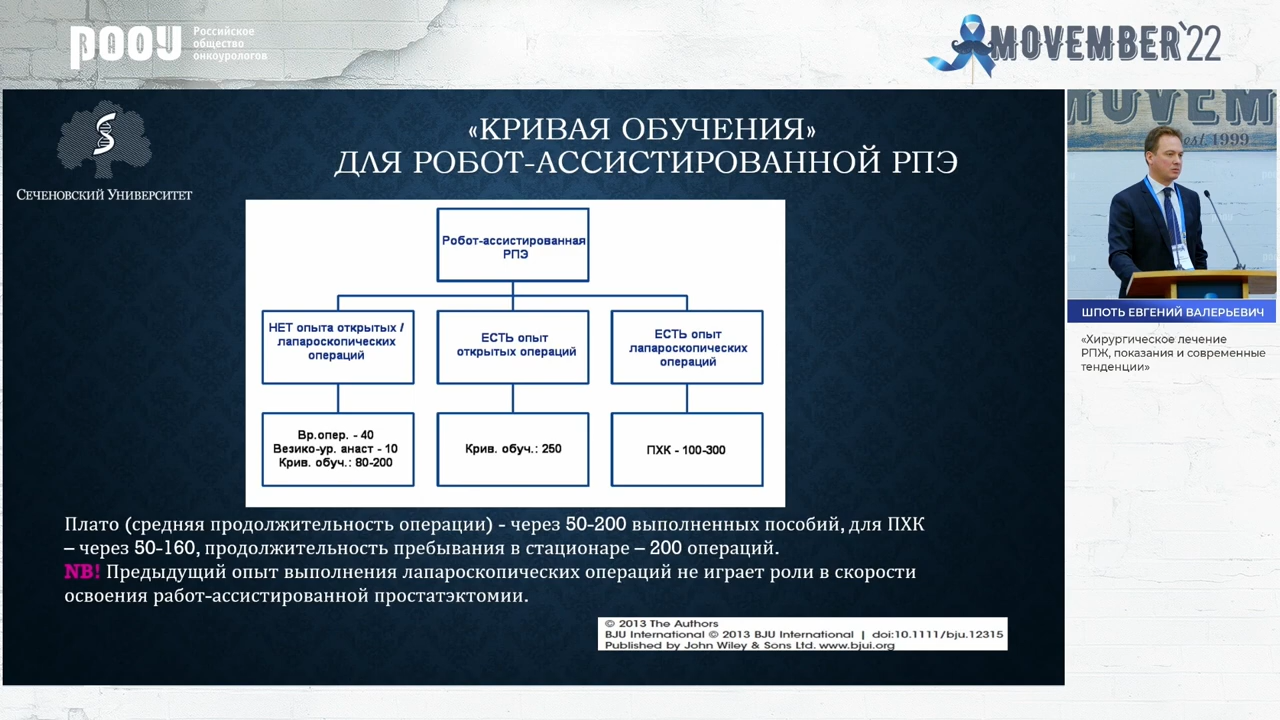 РООУ
Российское
общество
онкоурологов
MOVEMBER'22
СЕЧЕНОВСКИЙ УНИВЕРСИТЕТ
«КРИВАЯ ОБУЧЕНИЯ»
ДЛЯ РОБОТ-АССИСТИРОВАННОЙ РПЭ
Робот-ассистированная
РПЭ
НЕТ опыта открытых /
лапароскопических
операций
ЕСТЬ опыт
открытых операций
ЕСТЬ опыт
лапароскопических
операций
Вр.опер. - 40
Везико-ур. анаст - 10
Крив. обуч.: 80-200
Крив. обуч.: 250
ПХК - 100-300
Плато (средняя продолжительность операции) - через 50-200 выполненных пособий, для ПХК
– через 50-160, продолжительность пребывания в стационаре – 200 операций.
NB! Предыдущий опыт выполнения лапароскопических операций не играет роли в скорости
освоения работ-ассистированной простатэктомии.
© 2013 The Authors
BJU International © 2013 BJU International | doi:10.1111/bju.12315
Published by John Wiley & Sons Ltd. www.bjui.org
MOVEM
est. 1999
ШПОТЬ ЕВГЕНИЙ ВАЛЕРЬЕВИЧ
«Хирургическое лечение
РПЖ, показания и современные
тенденции»